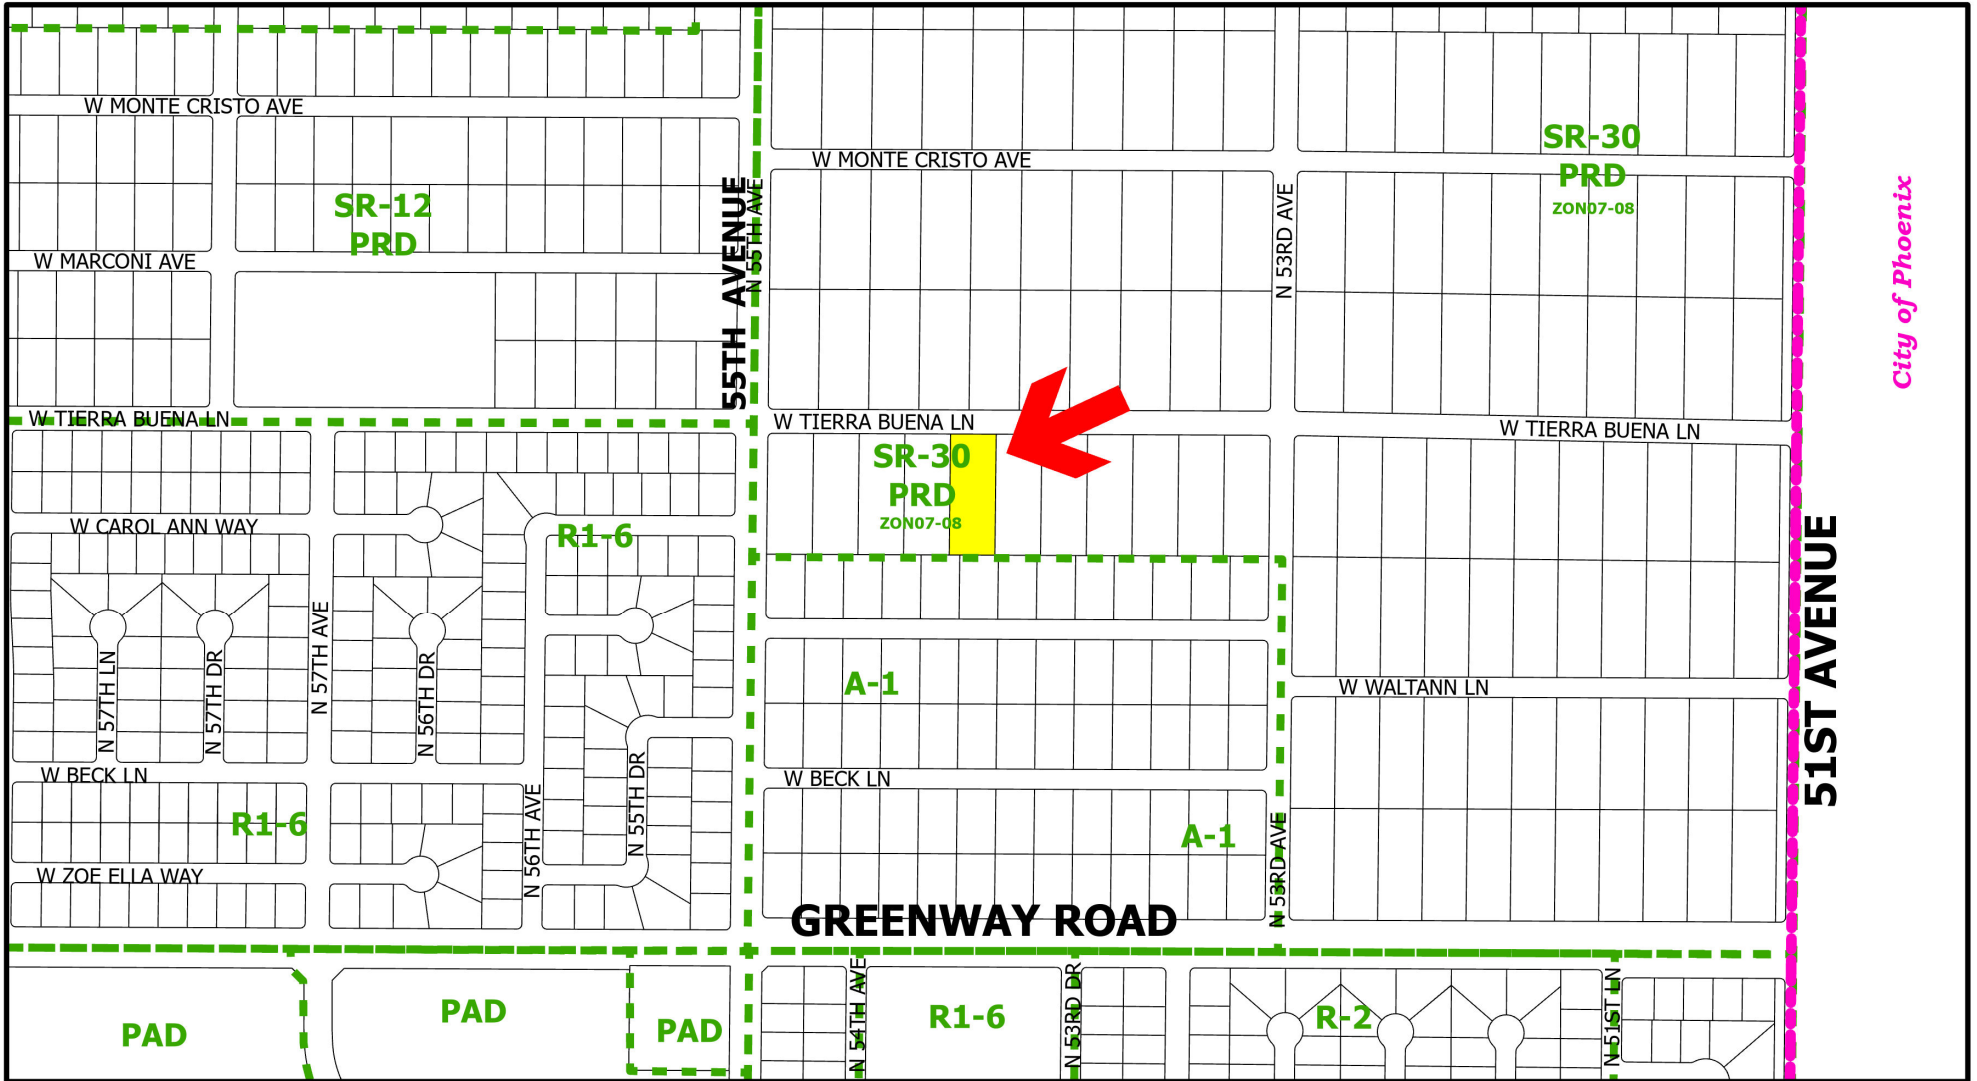 W MONTE CRISTO AVE
SR-30
PRD
ZON07-08
W MONTE CRISTO AVE
SR-12
PRD
55TH AVENUE
N 55TH AVE
N 53RD AVE
City of Phoenix
W MARCONI AVE
W TIERRA BUENA LN
W TIERRA BUENA LN
W TIERRA BUENA LN
SR-30
PRD
ZON07-08
W CAROL ANN WAY
R1-6
51ST AVENUE
N 57TH LN
N 57TH DR
N 57TH AVE
N 56TH DR
A-1
W WALTANN LN
N 55TH DR
W BECK LN
W BECK LN
R1-6
N 56TH AVE
A-1
N 53RD AVE
W ZOE ELLA WAY
GREENWAY ROAD
PAD
PAD
PAD
N 54TH AVE
R1-6
N 53RD DR
R-2
N 51ST LN